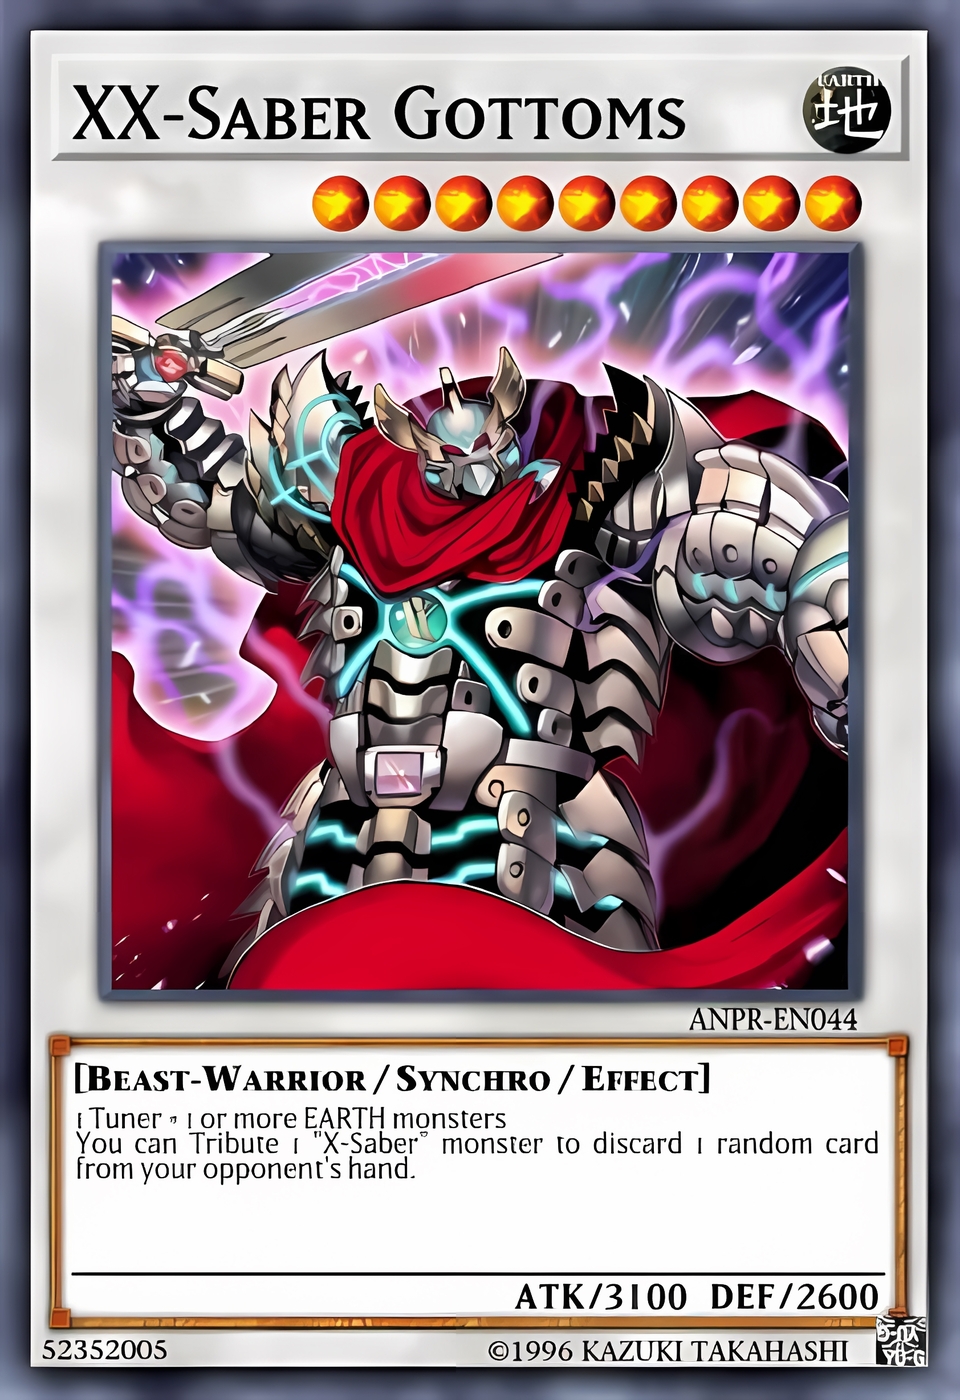 XX-Saber Gottoms
EARTH
地
ANPR-EN044
[Beast-Warrior / Synchro / Effect]
1 Tuner + 1 or more EARTH monsters
You can Tribute 1 "X-Saber" monster to discard 1 random card
from your opponent's hand.
ATK/3100 DEF/2600
52352005
©1996 KAZUKI TAKAHASHI